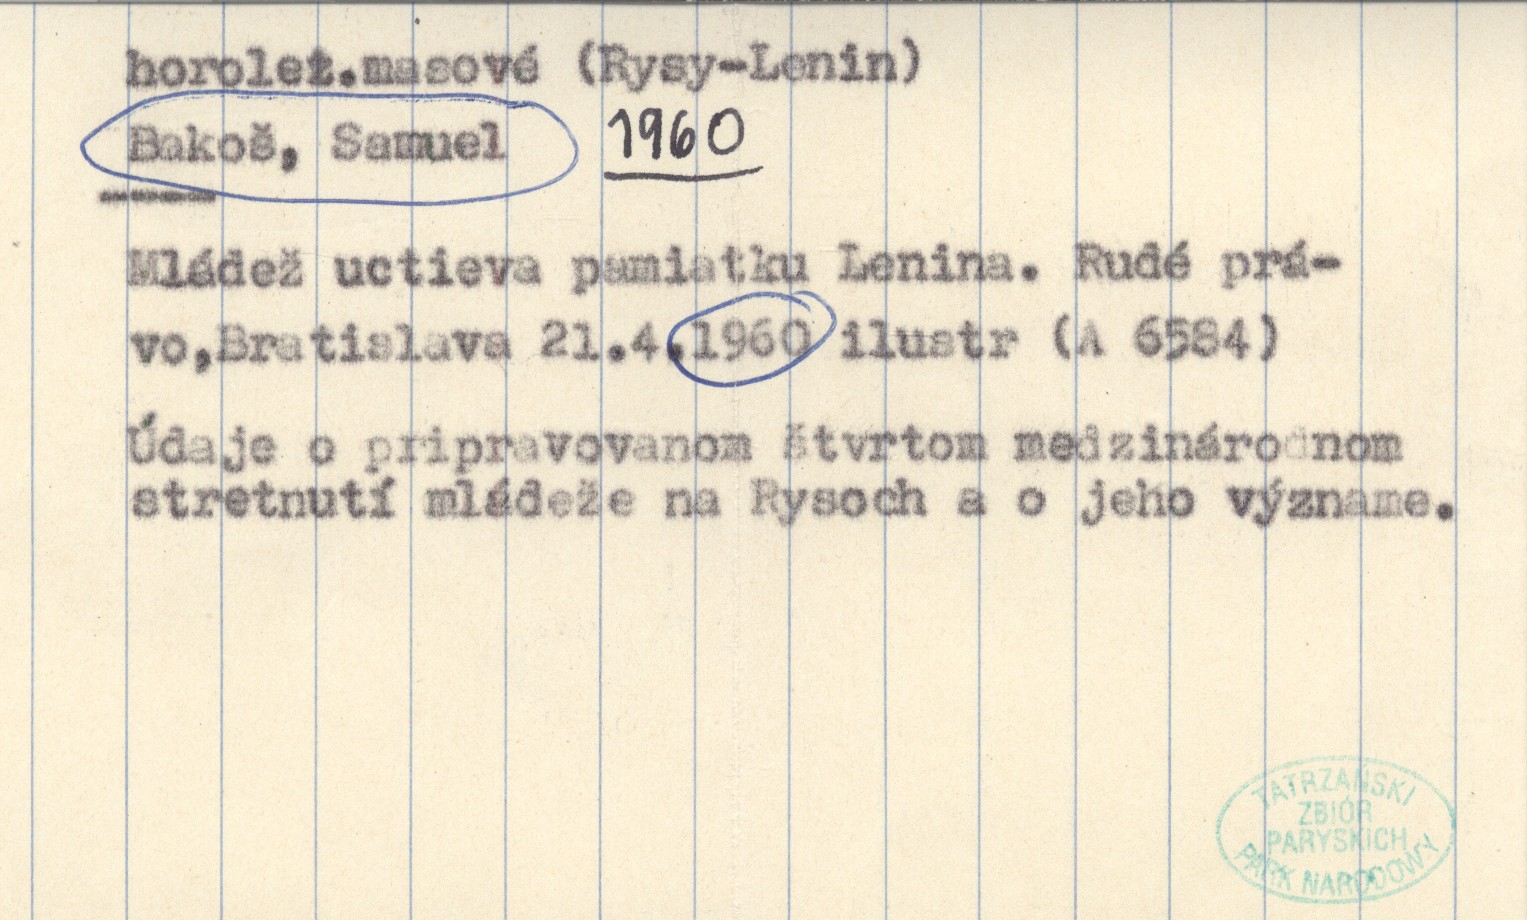 horolez.masové (Rysy-Lenin)
Bakoš, Samuel 1960
Mládež uctieva pamiatku Lenina. Rudé prá-
vo,Bratislava 21.4.1960 ilustr (A 6584)
Údaje o pripravovanom štvrtom medzinárodnom
stretnutí mládeže na Rysoch a o jeho význame.
TATRZAŃSKI
ZBIÓR
PARYSKICH
PARK NARODOWY